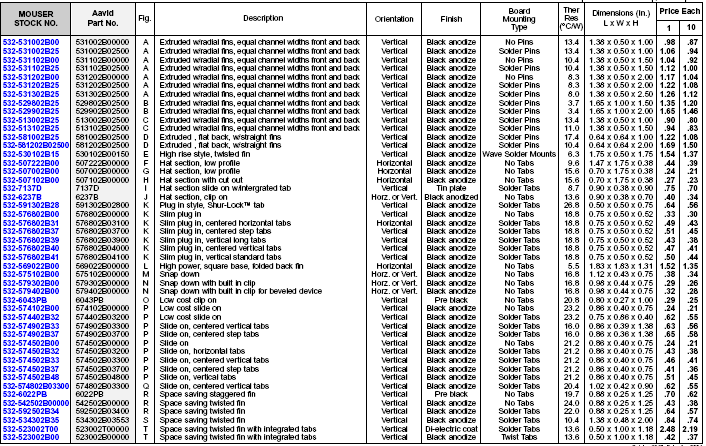 MOUSER STOCK NO. Aavid Part No. Fig. Description Orientation Finish Board Mounting Type Ther Res (°C/W) Dimensions (in.) L x W x H Price Each 1 10
532-531002B00 531002B00000 A Extruded w/radial fins, equal channel widths front and back Vertical Black anodize No Pins 13.4 1.38 x 0.50 x 1.00 .98 .87
532-531002B25 531002B02500 A Extruded w/radial fins, equal channel widths front and back Vertical Black anodize Solder Pins 13.4 1.38 x 0.50 x 1.00 1.06 .94
532-531102B00 531102B00000 A Extruded w/radial fins, equal channel widths front and back Vertical Black anodize No Pins 10.4 1.38 x 0.50 x 1.50 1.04 .92
532-531102B25 531102B02500 A Extruded w/radial fins, equal channel widths front and back Vertical Black anodize Solder Pins 10.4 1.38 x 0.50 x 1.50 1.12 1.00
532-531202B00 531202B00000 A Extruded w/radial fins, equal channel widths front and back Vertical Black anodize No Pins 8.3 1.38 x 0.50 x 2.00 1.17 1.04
532-531202B25 531202B02500 A Extruded w/radial fins, equal channel widths front and back Vertical Black anodize Solder Pins 8.3 1.38 x 0.50 x 2.00 1.22 1.08
532-531302B25 531302B02500 A Extruded w/radial fins, equal channel widths front and back Vertical Black anodize Solder Pins 8.0 1.38 x 0.50 x 2.50 1.26 1.12
532-529802B25 529802B02500 B Extruded w/radial fins, equal channel widths front and back Vertical Black anodize Solder Pins 3.7 1.65 x 1.00 x 1.50 1.35 1.20
532-529902B25 529902B02500 B Extruded w/radial fins, equal channel widths front and back Vertical Black anodize Solder Pins 3.4 1.65 x 1.00 x 2.00 1.65 1.46
532-513002B25 513002B02500 C Extruded w/radial fins, equal channel widths front and back Vertical Black anodize Solder Pins 13.4 1.38 x 0.50 x 1.00 .90 .80
532-513102B25 513102B02500 C Extruded w/radial fins, equal channel widths front and back Vertical Black anodize Solder Pins 11.0 1.38 x 0.50 x 1.50 .94 .83
532-581002B25 581002B02500 D Extruded , flat back, w/straight fins Vertical Black anodize Solder Pins 17.4 0.64 x 0.64 x 1.00 1.22 1.08
532-581202B02500 581202B02500 D Extruded , flat back, w/straight fins Vertical Black anodize Solder Pins 10.4 0.64 x 0.64 x 2.00 1.69 1.50
532-530102B15 530102B00150 E High rise style, twisted fin Vertical Black anodize Wave Solder Mounts 6.3 1.75 x 0.50 x 1.75 1.54 1.37
532-507222B00 507222B00000 F Hat section, low profile Horizontal Black anodize No Tabs 9.6 1.47 x 0.75 x 0.38 .44 .39
532-507002B00 507002B00000 G Hat section, low profile Horizontal Black anodize No Tabs 15.6 0.70 x 0.75 x 0.38 .24 .21
532-507102B00 507102B00000 H Hat section with cut out Horizontal Black anodize No Tabs 15.6 0.70 x 0.75 x 0.38 .27 .23
532-7137D 7137D I Hat section slide on w/intergrated tab Vertical Tin plate Solder Tabs 8.7 0.90 x 0.38 x 0.90 .75 .70
532-6237B 6237B J Hat section, clip on Horz. or Vert. Black anodized No Tabs 13.6 0.90 x 0.38 x 0.70 .40 .34
532-591302B28 591302B02800 K Plug in style, Shur-Lock™ tab Vertical Black anodize Solder Tabs 26.8 0.50 x 0.50 x 0.75 .64 .56
532-576802B00 576802B00000 K Slim plug in Vertical Black anodize No Tabs 18.8 0.75 x 0.50 x 0.52 .33 .30
532-576802B31 576802B03100 K Slim plug in, centered horizontal tabs Vertical Black anodize Solder Tabs 18.8 0.75 x 0.50 x 0.52 .49 .43
532-576802B37 576802B03700 K Slim plug in, centered step tabs Vertical Black anodize Solder Tabs 18.8 0.75 x 0.50 x 0.52 .51 .45
532-576802B39 576802B03900 K Slim plug in, vertical long tabs Vertical Black anodize Solder Tabs 18.8 0.75 x 0.50 x 0.52 .43 .38
532-576802B40 576802B04000 K Slim plug in, centered vertical tabs Vertical Black anodize Solder Tabs 18.8 0.75 x 0.50 x 0.52 .47 .41
532-576802B41 576802B04100 K Slim plug in, vertical standard tabs Vertical Black anodize Solder Tabs 18.8 0.75 x 0.50 x 0.52 .50 .44
532-569022B00 569022B00000 L High power, square base, folded back fin Horizontal Black anodize No Tabs 5.5 1.83 x 1.83 x 1.31 1.52 1.35
532-575102B00 575102B00000 M Snap down Horz. or Vert. Black anodize No Tabs 16.8 1.12 x 0.43 x 0.75 .38 .34
532-579302B00 579302B00000 N Snap down with built in clip Horz. or Vert. Black anodize No Tabs 16.8 0.98 x 0.44 x 0.75 .29 .26
532-579402B00 579402B00000 N Snap down with built in clip for beveled device Horz. or Vert. Black anodize No Tabs 16.8 0.98 x 0.44 x 0.75 .32 .28
532-6043PB 6043PB O Low cost clip on Vertical Pre black No Tabs 20.8 0.80 x 0.27 x 1.00 .29 .25
532-574102B00 574102B00000 P Low cost slide on Vertical Black anodize No Tabs 23.2 0.86 x 0.40 x 0.75 .24 .21
532-574402B32 574402B03200 P Low cost slide on Vertical Black anodize Solder Tabs 23.2 0.75 x 0.66 x 0.40 .62 .55
532-574902B33 574902B03300 P Slide on, centered vertical tabs Vertical Black anodize Solder Tabs 16.0 0.86 x 0.39 x 1.38 .63 .56
532-574902B37 574902B03700 P Slide on, centered step tabs Vertical Black anodize Solder Tabs 16.0 0.86 x 0.36 x 1.38 .65 .58
532-574502B00 574502B00000 P Slide on Vertical Black anodize No Tabs 21.2 0.86 x 0.40 x 0.75 .24 .21
532-574502B32 574502B03200 P Slide on, horizontal tabs Vertical Black anodize Solder Tabs 21.2 0.86 x 0.40 x 0.75 .43 .38
532-574502B33 574502B03300 P Slide on, centered vertical tabs Vertical Black anodize Solder Tabs 21.2 0.86 x 0.40 x 0.75 .46 .41
532-574502B37 574502B03700 P Slide on, centered step tabs Vertical Black anodize Solder Tabs 21.2 0.86 x 0.40 x 0.75 .46 .41
532-574502B48 574502B04800 P Slide on, vertical tabs Vertical Black anodize Solder Tabs 21.2 0.86 x 0.40 x 0.75 .51 .45
532-574802B03300 574802B03300 Q Slide on, centered vertical tabs Vertical Black anodize Solder Tabs 20.4 1.02 x 0.42 x 0.90 .62 .55
532-6022PB 6022PB R Space saving staggered fin Vertical Pre black No Tabs 19.7 0.88 x 0.25 x 1.25 .70 .62
532-542502B00000 542502B00000 R Space saving twisted fin Vertical Black anodize No Tabs 24.0 0.88 x 0.25 x 1.25 .43 .38
532-592502B34 592502B03400 R Space saving twisted fin Vertical Black anodize Solder Tabs 22.0 0.88 x 0.25 x 1.25 .64 .57
532-534302B35 534302B03553 S Space saving twisted fin Vertical Black anodize Solder Tabs 10.4 1.38 x 0.48 x 1.00 .84 .74
532-523002T00 523002T00000 T Space saving twisted fin with integrated tabs Vertical Di-electric coat Solder Tabs 13.6 0.50 x 1.00 x 1.18 2.48 2.19
532-523002B00 523002B00000 T Space saving twisted fin with integrated tabs Vertical Black anodize Twist Tabs 13.6 0.50 x 1.00 x 1.18 .42 .37